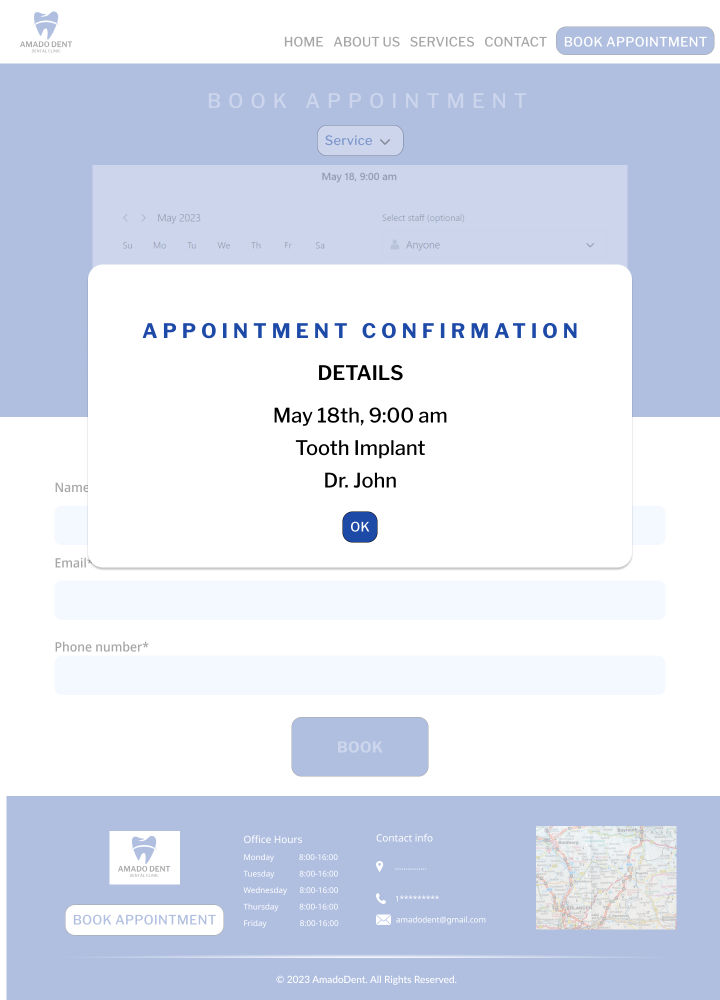 AMADO DENT
DENTAL CLINIC
HOME ABOUT US SERVICES CONTACT BOOK APPOINTMENT
BOOK APPOINTMENT
Service
May 18, 9:00 am
May 2023
Select staff (optional)
Su Mo Tu We Th Fr Sa
Anyone
APPOINTMENT CONFIRMATION
DETAILS
May 18th, 9:00 am
Tooth Implant
Dr. John
OK
Name
Email*
Phone number*
BOOK
AMADO DENT
DENTAL CLINIC
BOOK APPOINTMENT
Office Hours
Monday 8:00-16:00
Tuesday 8:00-16:00
Wednesday 8:00-16:00
Thursday 8:00-16:00
Friday 8:00-16:00
Contact info
...............
1*********
amadodent@gmail.com
Bayreuth
Bamberg
Pegnitz
Forchheim
ERLANGEN
Lauf
Hersbruck
© 2023 AmadoDent. All Rights Reserved.